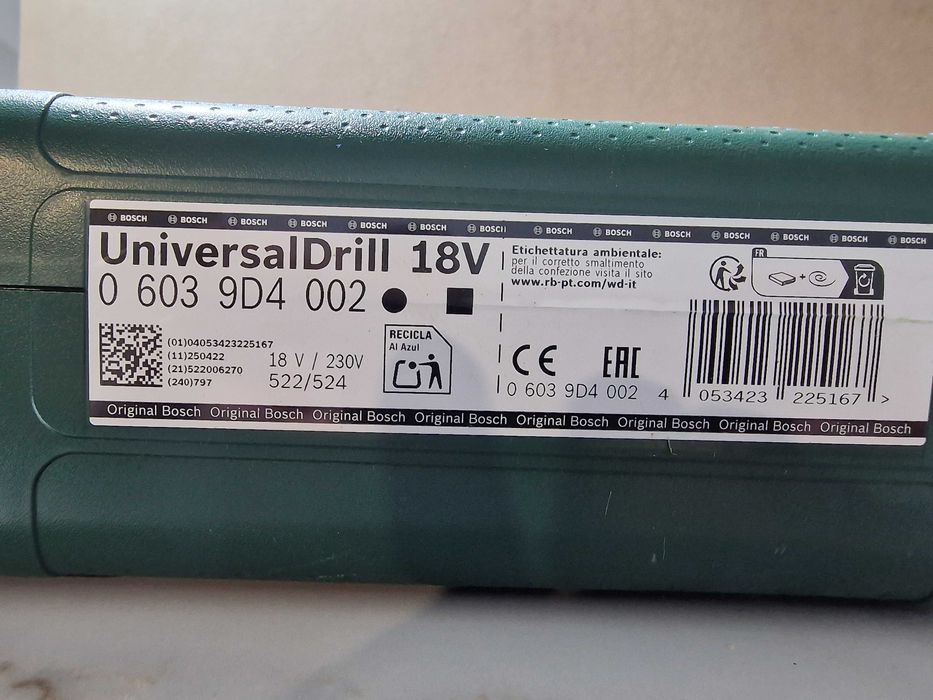 BOSCH BOSCH BOSCH BOSCH BOSCH BOSCH BOSCH BOSCH BOSCH BOSCH BOSCH BOSCH BOSCH BOSCH
UniversalDrill 18V
0 603 9D4 002
(01)04053423225167
(11)250422
(21)522006270
(240)797
18 V / 230V
522/524
RECICLA
Al Azul
Etichettatura ambientale:
per il corretto smaltimento
della confezione visita il sito
www.rb-pt.com/wd-it
FR
+
CE EAC
0 603 9D4 002
4 053423 225167 >
Original Bosch Original Bosch Original Bosch Original Bosch Original Bosch Original Bosch Original Bosch Original Bosch